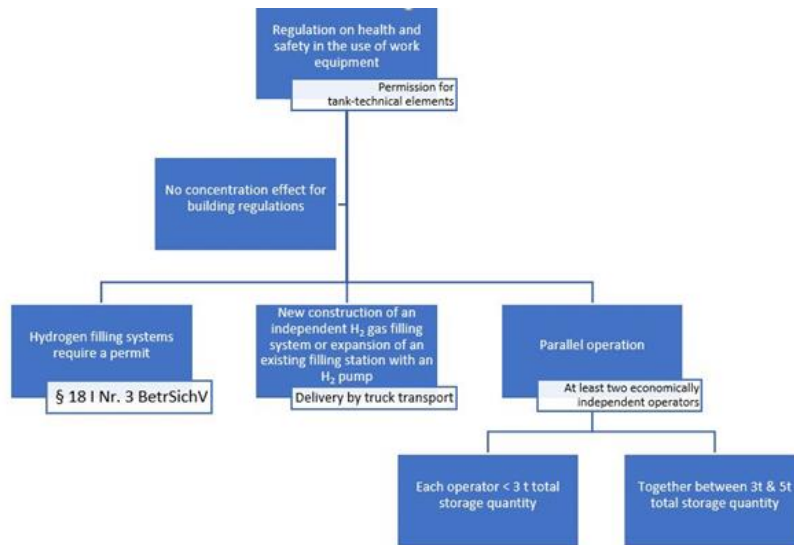 Regulation on health and
safety in the use of work
equipment
Permission for
tank-technical elements
No concentration effect for
building regulations
Hydrogen filling systems
require a permit
§ 18 I Nr. 3 BetrSichV
New construction of an
independent H₂ gas filling
system or expansion of an
existing filling station with an
H₂ pump
Delivery by truck transport
Parallel operation
At least two economically
independent operators
Each operator < 3 t total
storage quantity
Together between 3t & 5t
total storage quantity